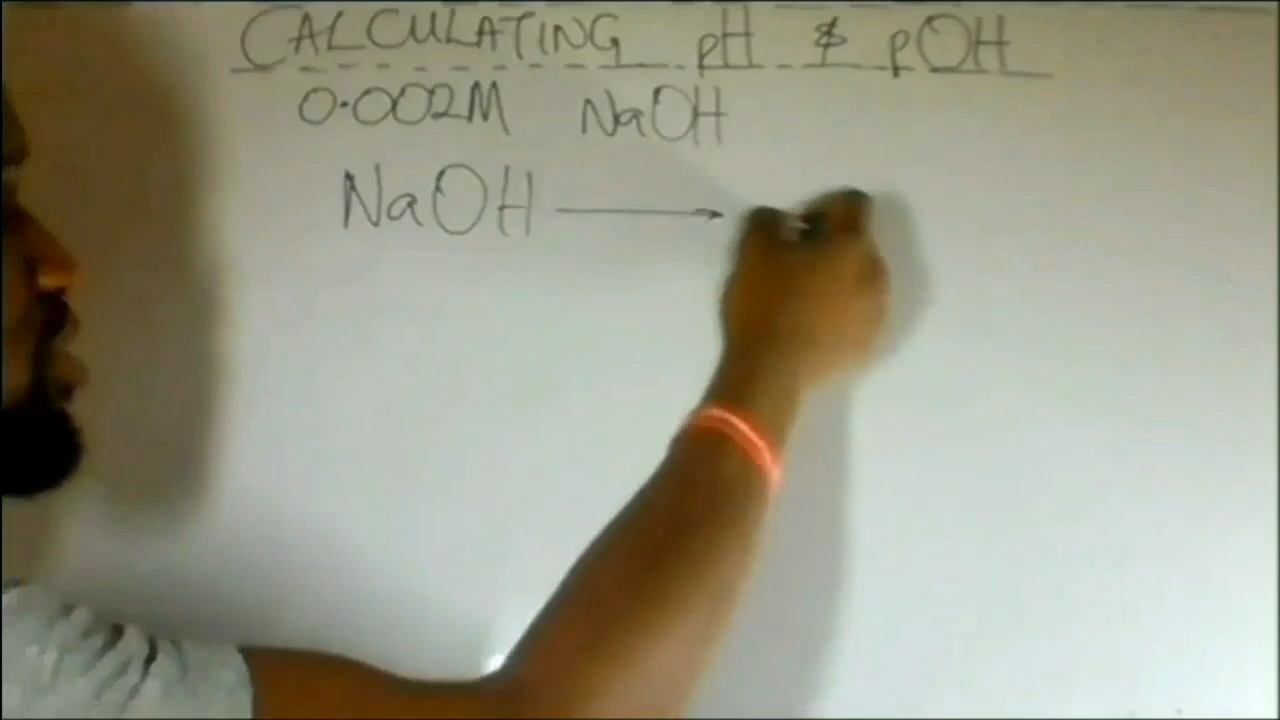 CALCULATING pH & pOH
0.002M NaOH
NaOH →